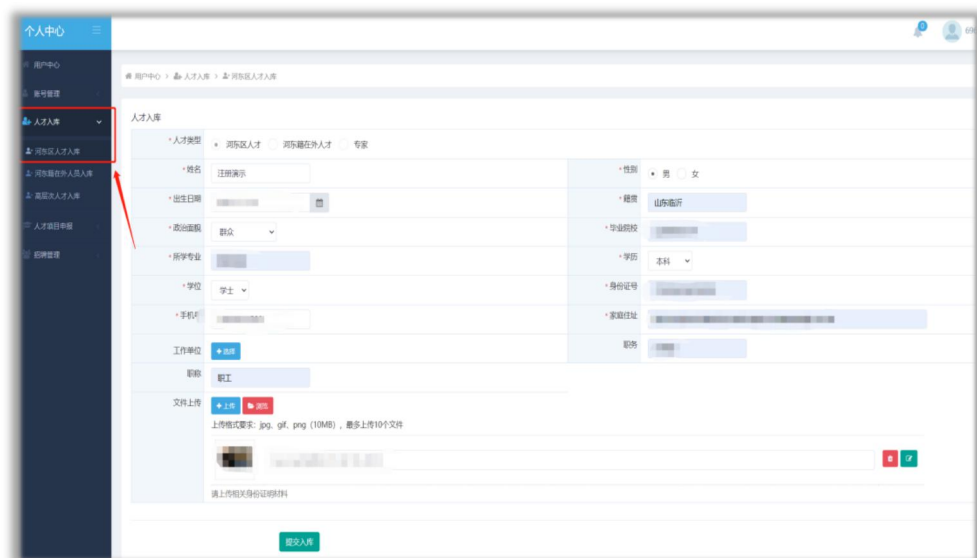 个人中心
0
用户中心
账号管理
人才入库
河东区人才入库
河东籍在外人员入库
高层次人才入库
人才项目申报
招聘管理
用户中心 > 人才入库 > 河东区人才入库
人才入库
*人才类型 河东区人才 河东籍在外人才 专家
*姓名 注册演示 *性别 男 女
*出生日期 *籍贯 山东临沂
*政治面貌 群众 *毕业院校
*所学专业 *学历 本科
*学位 学士 *身份证号
*手机号 *家庭住址
工作单位 +选择 职务
职称 职工
文件上传 +上传 浏览
上传格式要求: jpg、gif、png (10MB) , 最多上传10个文件
请上传相关身份证明材料
提交入库